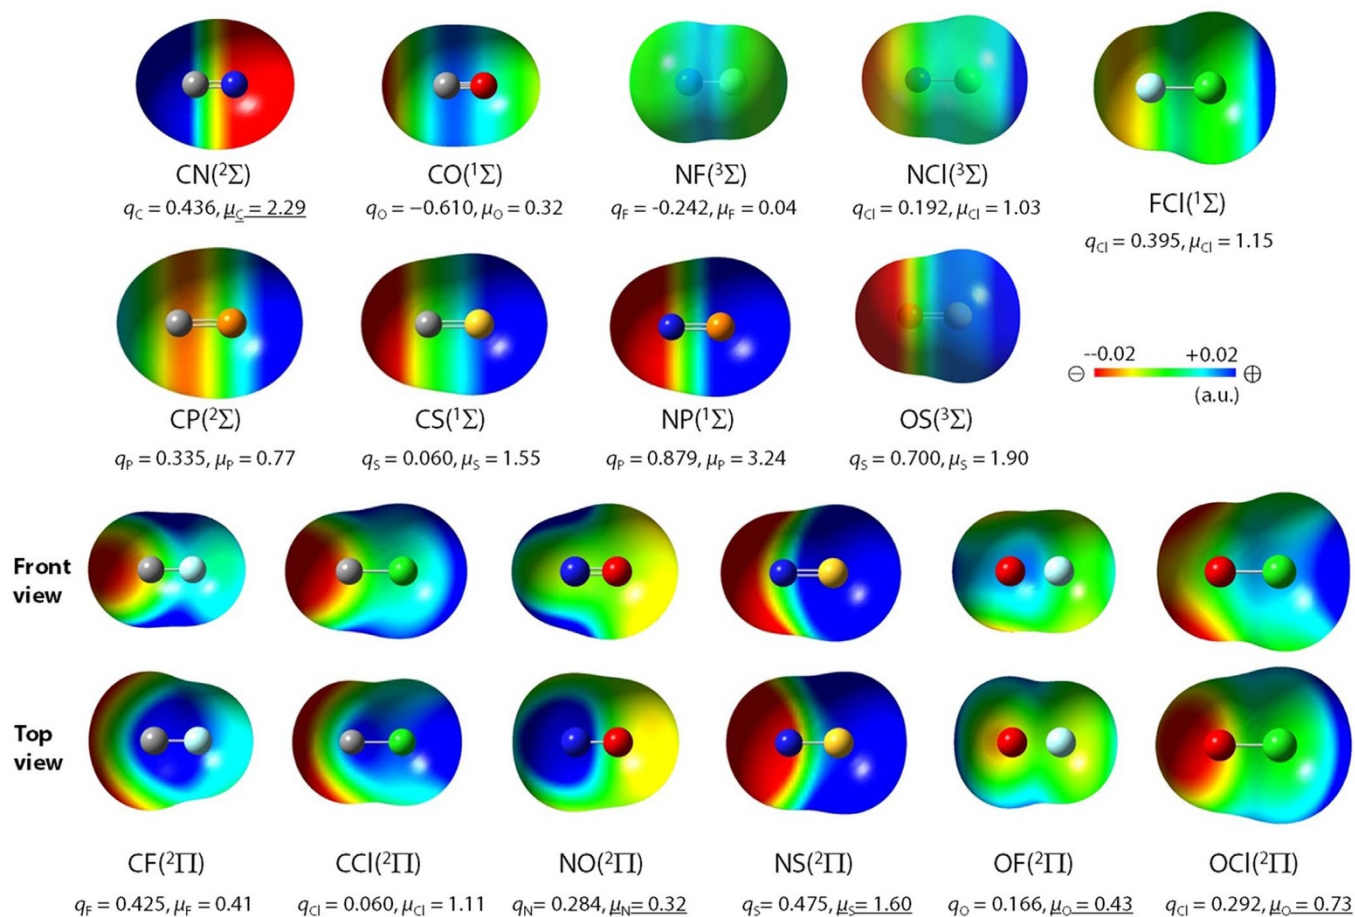 CN(²Σ) CO(¹Σ) NF(³Σ) NCl(³Σ) FCl(¹Σ)
q_C = 0.436, μ_C = 2.29 q_O = −0.610, μ_O = 0.32 q_F = -0.242, μ_F = 0.04 q_Cl = 0.192, μ_Cl = 1.03 q_Cl = 0.395, μ_Cl = 1.15
--0.02 +0.02
⊖ ⊕
(a.u.)
CP(²Σ) CS(¹Σ) NP(¹Σ) OS(³Σ)
q_P = 0.335, μ_P = 0.77 q_S = 0.060, μ_S = 1.55 q_P = 0.879, μ_P = 3.24 q_S = 0.700, μ_S = 1.90
Front
view
Top
view
CF(²Π) CCl(²Π) NO(²Π) NS(²Π) OF(²Π) OCl(²Π)
q_F = 0.425, μ_F = 0.41 q_Cl = 0.060, μ_Cl = 1.11 q_N= 0.284, μ_N= 0.32 q_S= 0.475, μ_S= 1.60 q_O = 0.166, μ_O = 0.43 q_Cl = 0.292, μ_O = 0.73